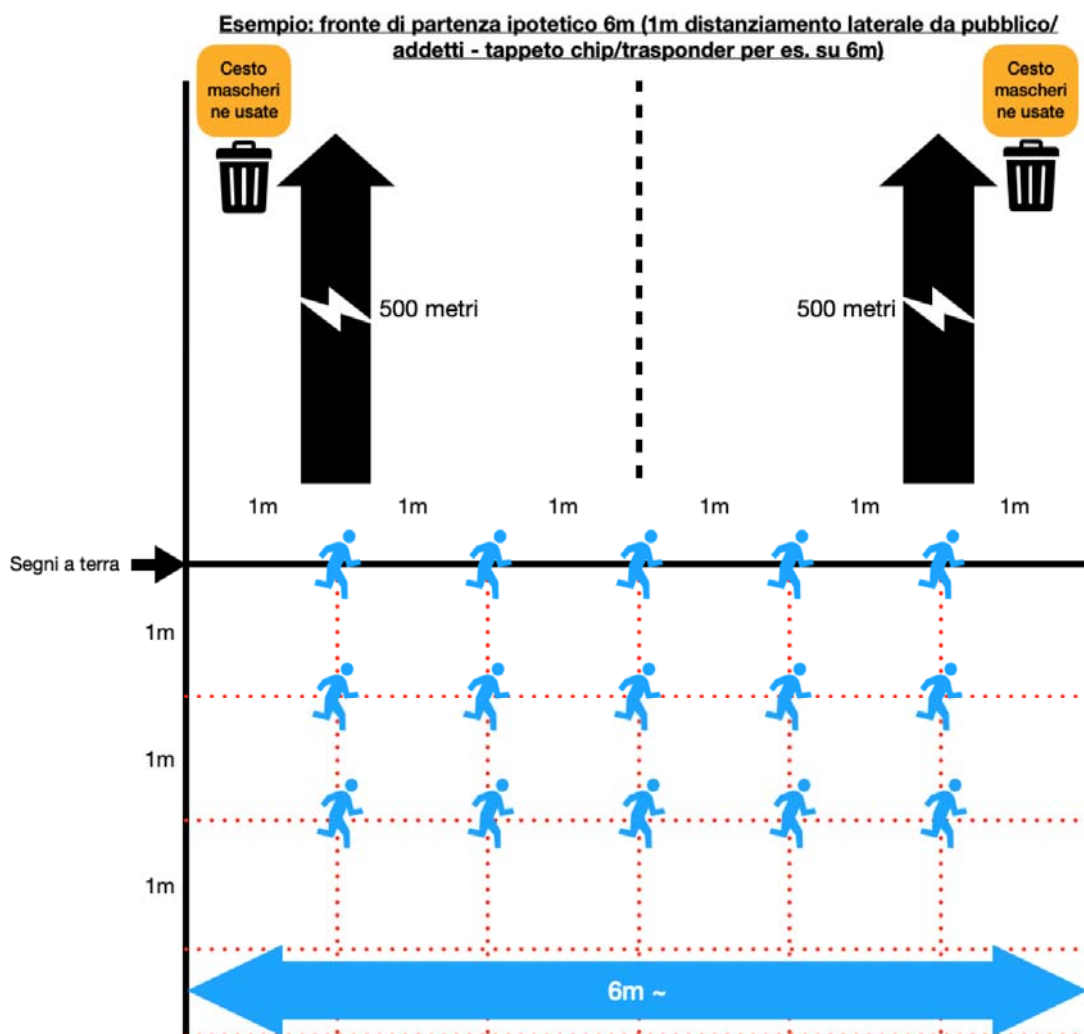 Esempio: fronte di partenza ipotetico 6m (1m distanziamento laterale da pubblico/
addetti - tappeto chip/trasponder per es. su 6m)
Cesto
mascheri
ne usate
Cesto
mascheri
ne usate
500 metri
500 metri
1m
1m
1m
1m
1m
1m
Segni a terra
1m
1m
1m
6m ~